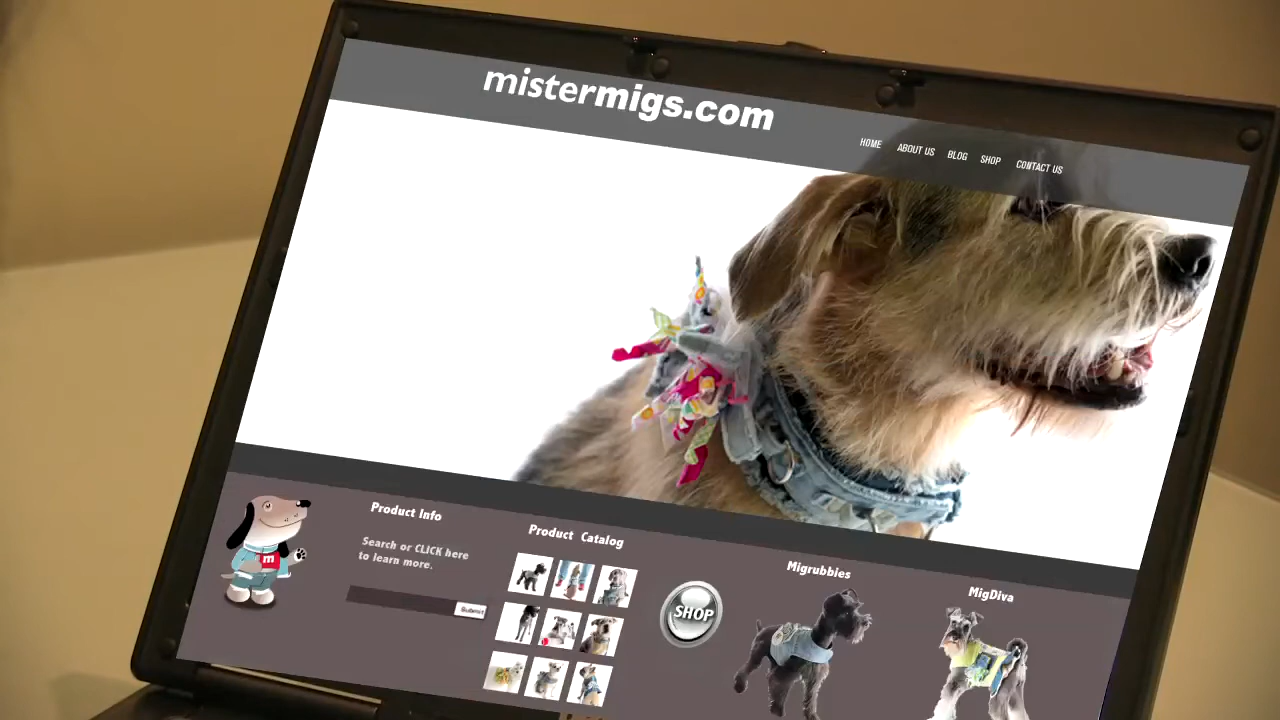 mistermigs.com
HOME ABOUT US BLOG SHOP CONTACT US
Product Info
Search or CLICK here
to learn more.
Submit
Product Catalog
SHOP
Migrubbies
MigDiva
m